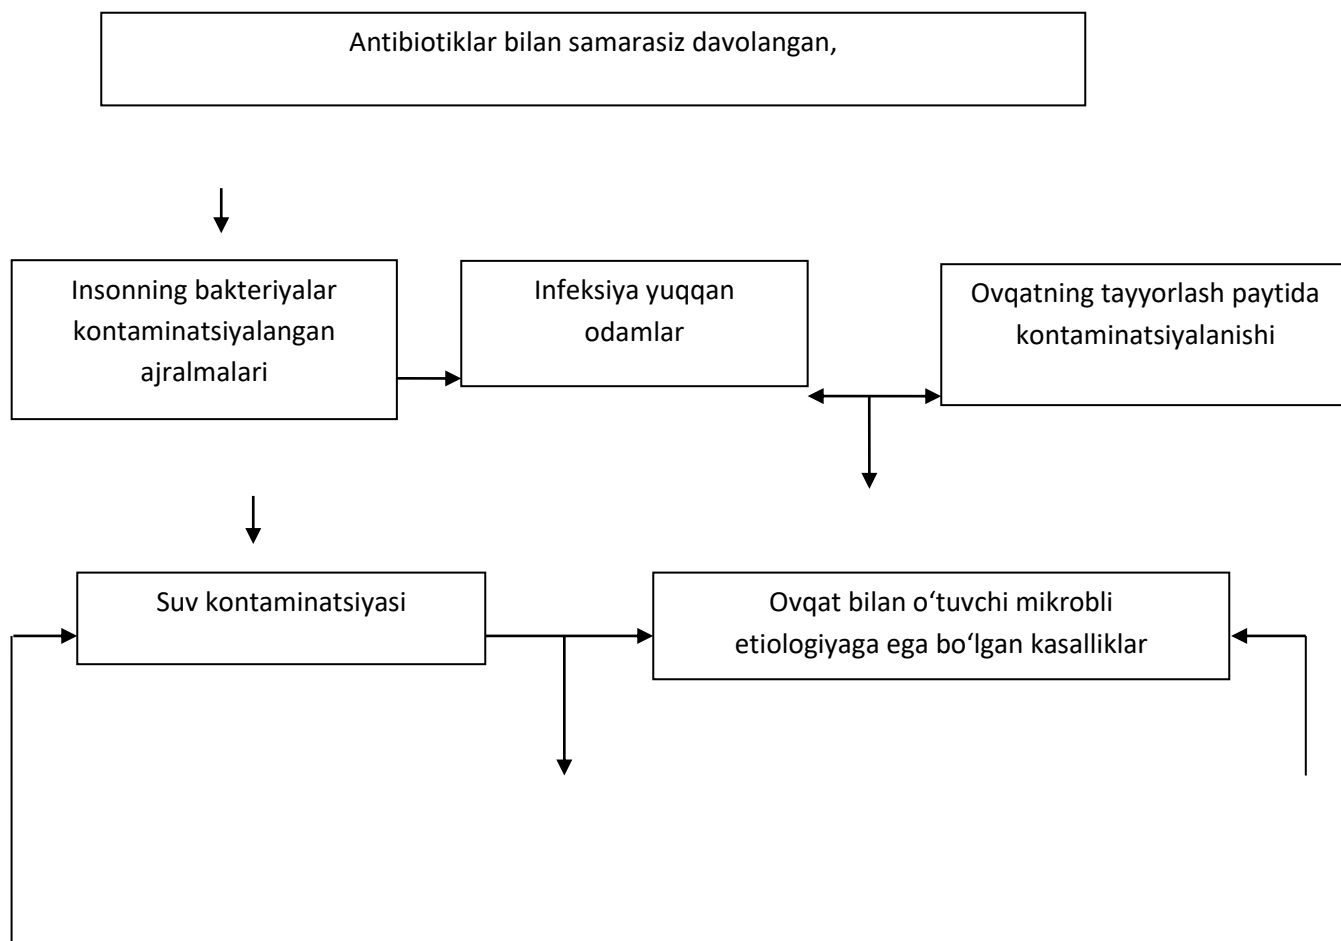 Antibiotiklar bilan samarasiz davolangan,
Insonning bakteriyalar
kontaminatsiyalangan
ajralmalari
Infeksiya yuqqan
odamlar
Ovqatning tayyorlash paytida
kontaminatsiyalanishi
Suv kontaminatsiyasi
Ovqat bilan o‘tuvchi mikrobli
etiologiyaga ega bo‘lgan kasalliklar